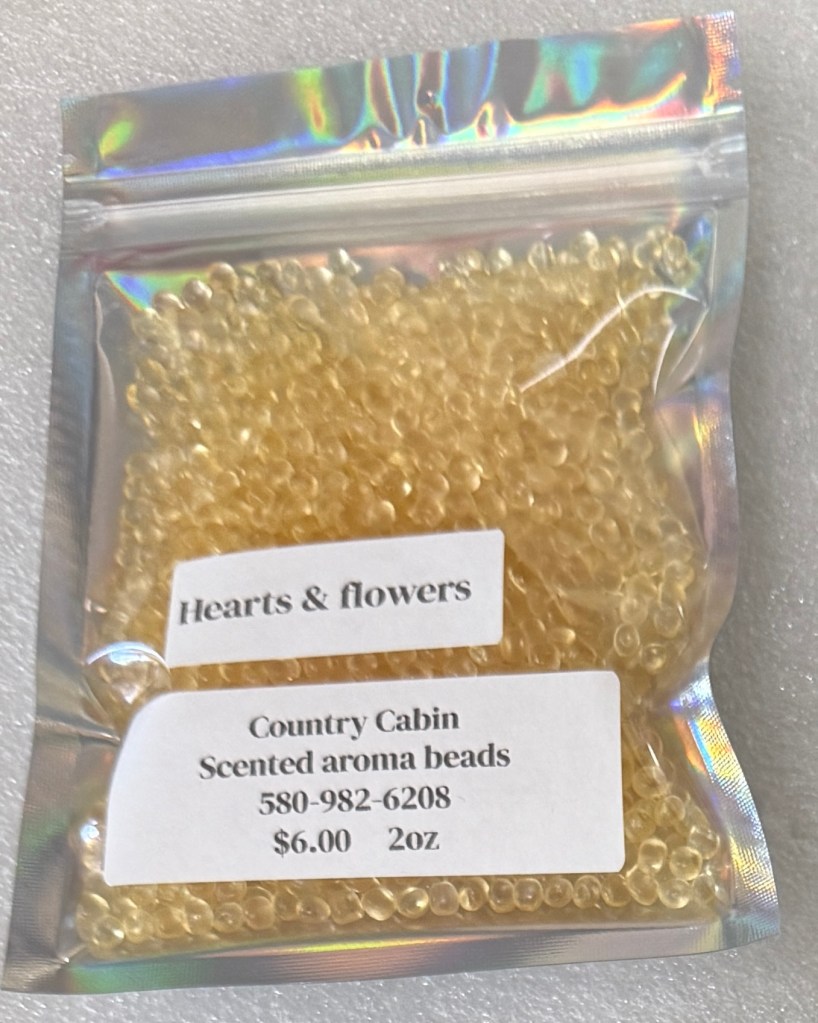 Hearts & flowers
Country Cabin
Scented aroma beads
580-982-6208
$6.00 2oz